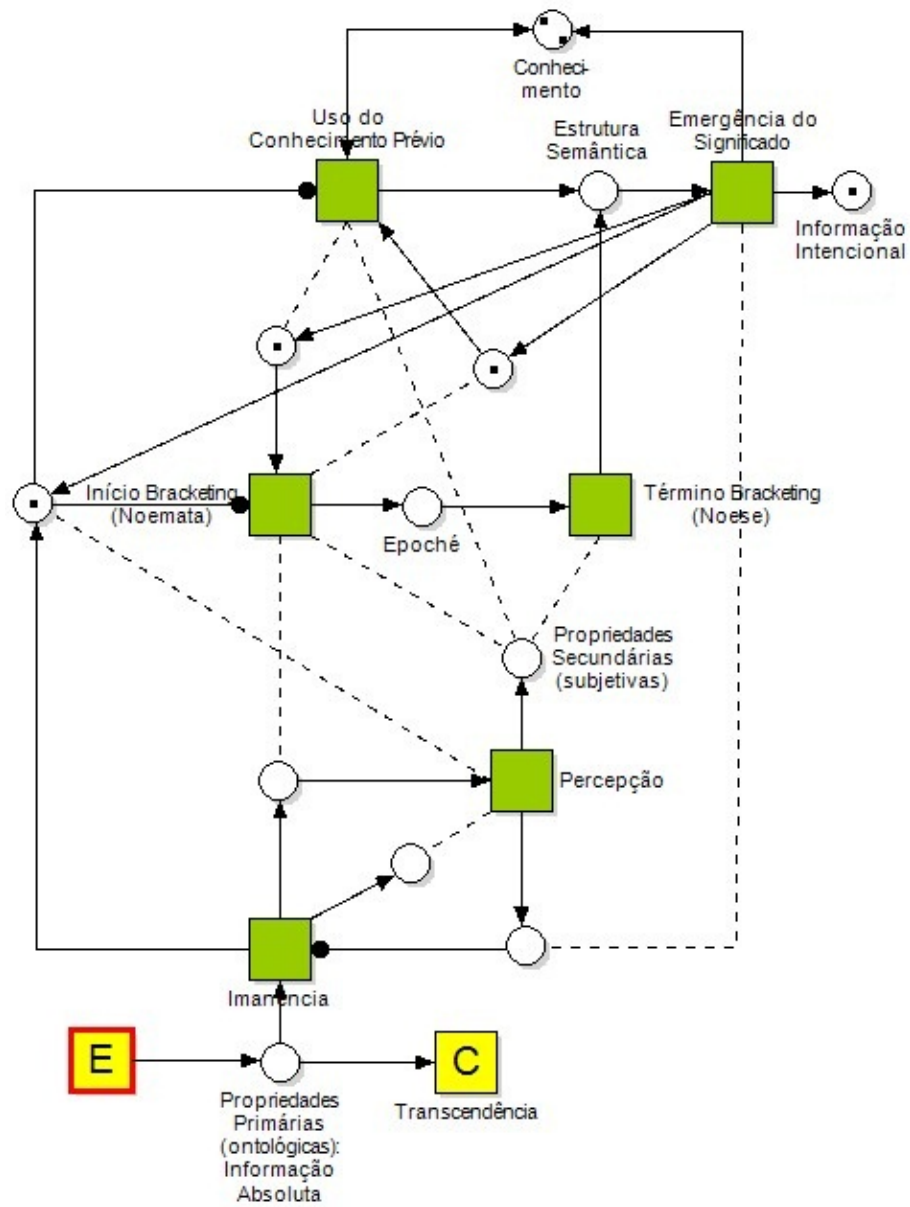 Conheci-
mento
Uso do
Conhecimento Prévio
Estrutura
Semântica
Emergência do
Significado
Informação
Intencional
Início Bracketing
(Noemata)
Epoché
Término Bracketing
(Noese)
Propriedades
Secundárias
(subjetivas)
Percepção
Imanência
E
C
Transcendência
Propriedades
Primárias
(ontológicas):
Informação
Absoluta